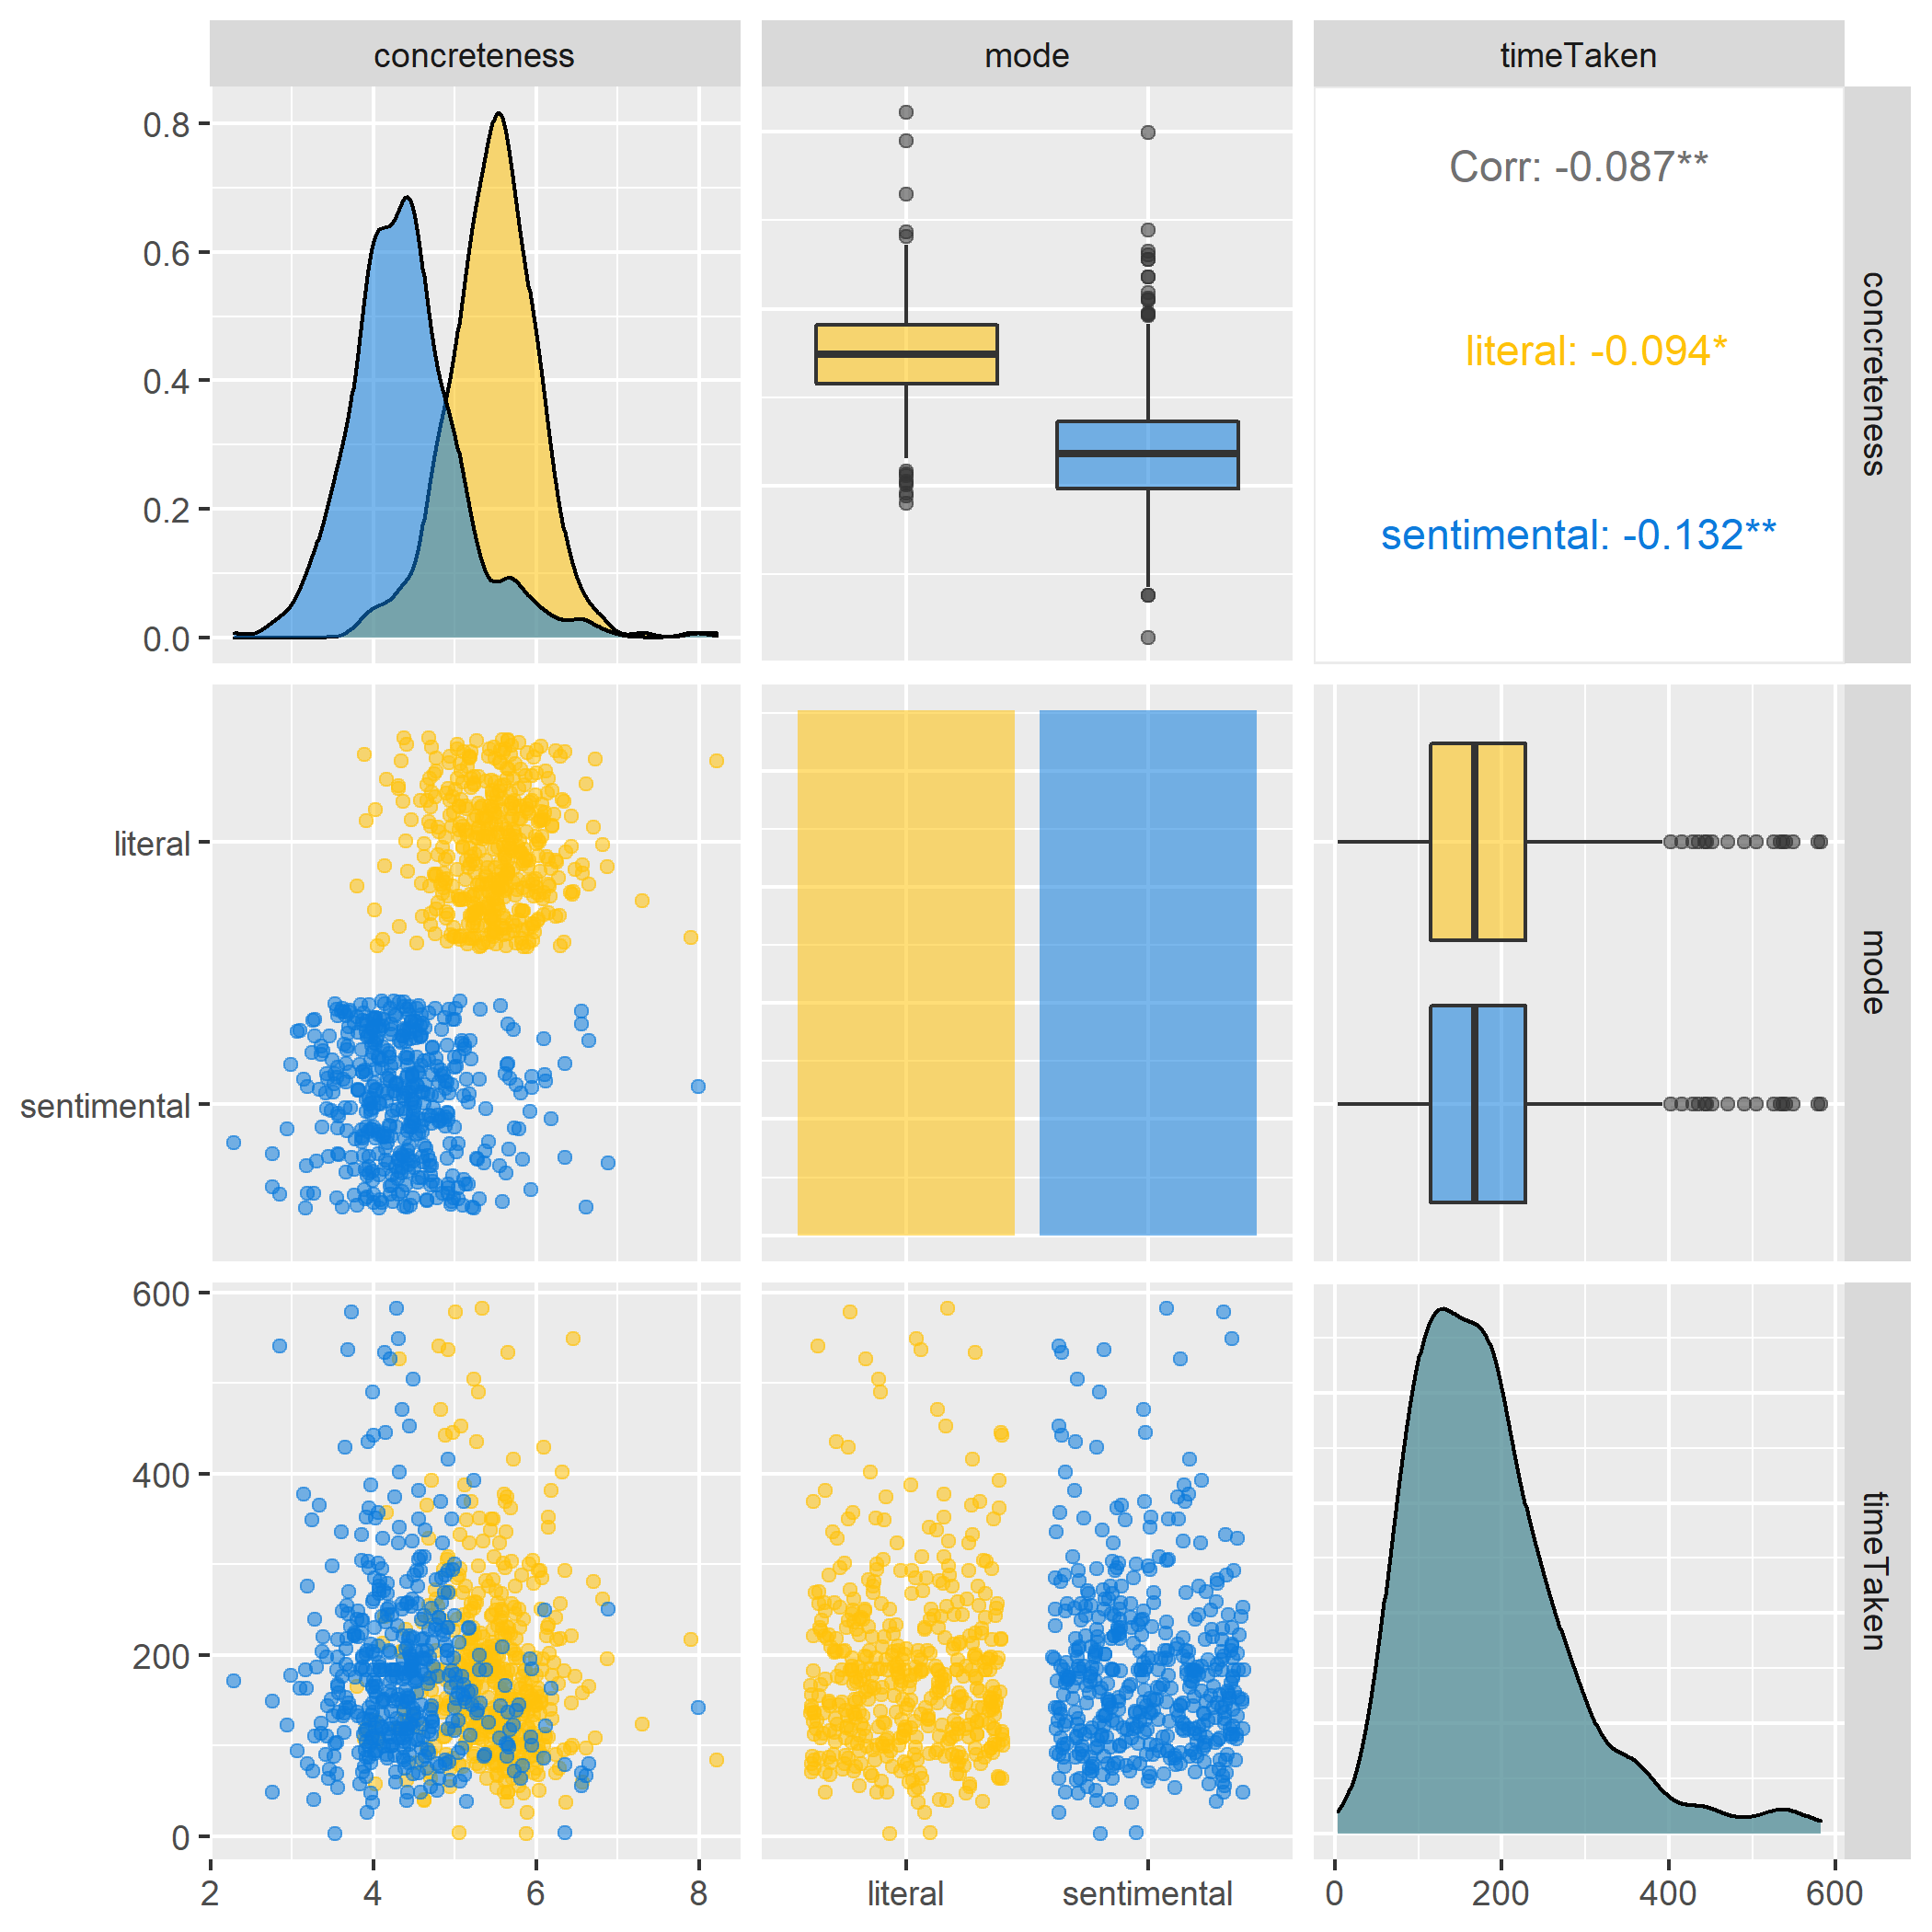 concreteness mode timeTaken
0.8
0.6
0.4
0.2
0.0
Corr: -0.087**
literal: -0.094*
sentimental: -0.132**
concreteness
literal
sentimental
mode
600
400
200
0
timeTaken
2 4 6 8 literal sentimental 0 200 400 600